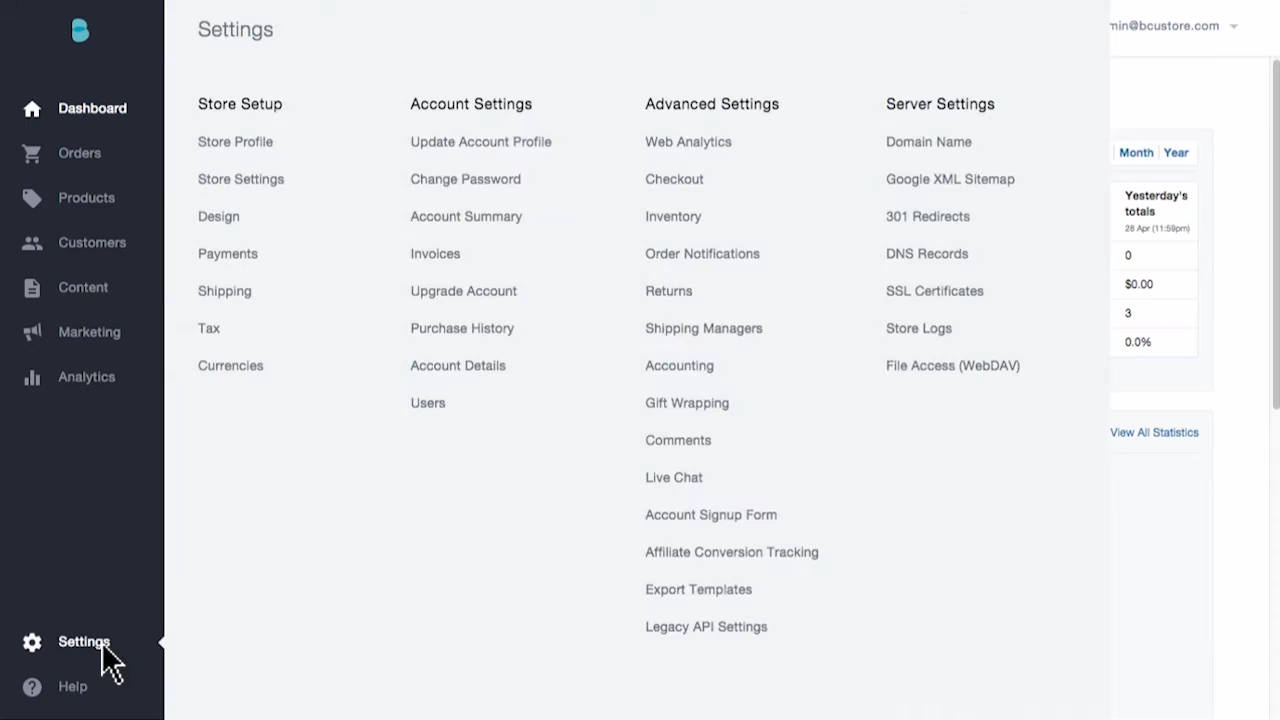 Dashboard
Orders
Products
Customers
Content
Marketing
Analytics
Settings
Help
Settings
Store Setup
Store Profile
Store Settings
Design
Payments
Shipping
Tax
Currencies
Account Settings
Update Account Profile
Change Password
Account Summary
Invoices
Upgrade Account
Purchase History
Account Details
Users
Advanced Settings
Web Analytics
Checkout
Inventory
Order Notifications
Returns
Shipping Managers
Accounting
Gift Wrapping
Comments
Live Chat
Account Signup Form
Affiliate Conversion Tracking
Export Templates
Legacy API Settings
Server Settings
Domain Name
Google XML Sitemap
301 Redirects
DNS Records
SSL Certificates
Store Logs
File Access (WebDAV)
min@bcustore.com
Month | Year
Yesterday's
totals
28 Apr (11:59pm)
0
$0.00
3
0.0%
View All Statistics